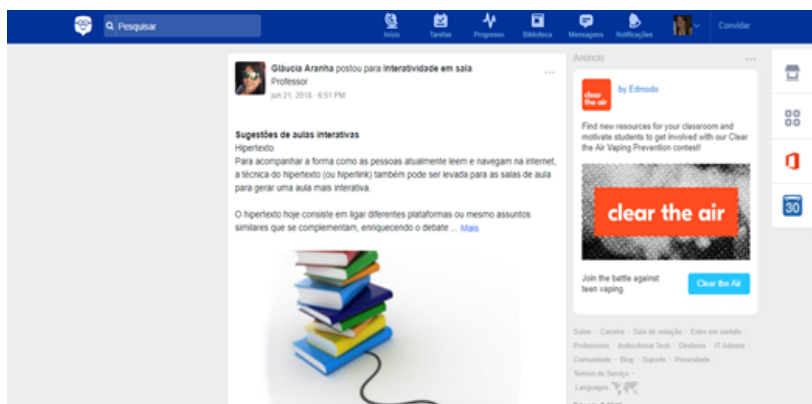 Pesquisar
Início
Tarefas
Progresso
Biblioteca
Mensagens
Notificações
Convidar
Gláucia Aranha postou para Interatividade em sala
Professor
jun 21, 2018 · 6:51 PM
...
Sugestões de aulas interativas
Hipertexto
Para acompanhar a forma como as pessoas atualmente leem e navegam na internet,
a técnica do hipertexto (ou hiperlink) também pode ser levada para as salas de aula
para gerar uma aula mais interativa.
O hipertexto hoje consiste em ligar diferentes plataformas ou mesmo assuntos
similares que se complementam, enriquecendo o debate ... Mais
Anúncio
...
clear
the air
by Edmodo
Find new resources for your classroom and
motivate students to get involved with our Clear
the Air Vaping Prevention contest!
clear the air
Join the battle against
teen vaping.
Clear the Air
Sobre · Carreira · Sala de redação · Entre em contato ·
Professores · Instructional Tech · Diretores · IT Admins ·
Comunidade · Blog · Suporte · Privacidade ·
Termos de Serviço ·
Languages
30